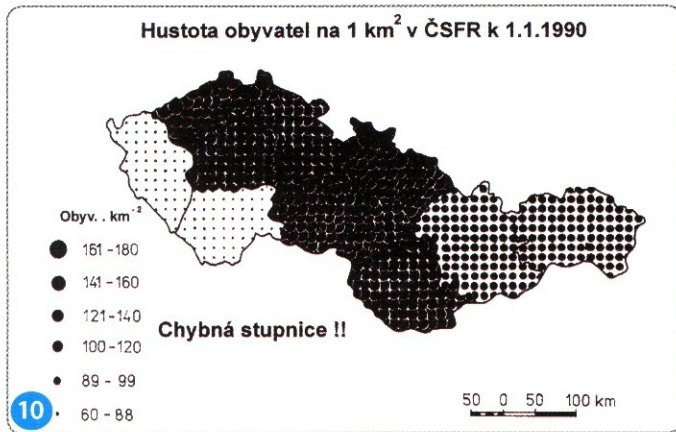 Hustota obyvatel na 1 km² v ČSFR k 1.1.1990
Obyv. . km⁻²
161 - 180
141 - 160
121 - 140
100 - 120
89 - 99
60 - 88
Chybná stupnice !!
50 0 50 100 km
10